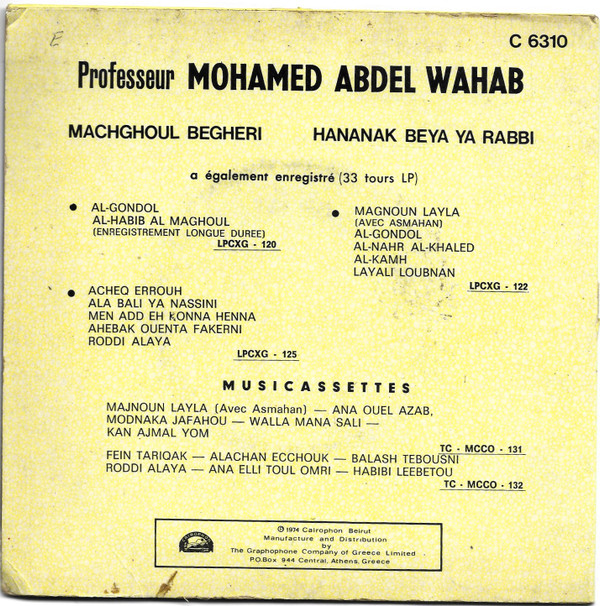 E
C 6310
Professeur MOHAMED ABDEL WAHAB
MACHGHOUL BEGHERI HANANAK BEYA YA RABBI
a également enregistré (33 tours LP)
• AL-GONDOL
AL-HABIB AL MAGHOUL
(ENREGISTREMENT LONGUE DUREE)
LPCXG - 120
• MAGNOUN LAYLA
(AVEC ASMAHAN)
AL-GONDOL
AL-NAHR AL-KHALED
AL-KAMH
LAYALI LOUBNAN
LPCXG - 122
• ACHEQ ERROUH
ALA BALI YA NASSINI
MEN ADD EH KONNA HENNA
AHEBAK OUENTA FAKERNI
RODDI ALAYA
LPCXG - 125
MUSICASSETTES
MAJNOUN LAYLA (Avec Asmahan) — ANA OUEL AZAB,
MODNAKA JAFAHOU — WALLA MANA SALI —
KAN AJMAL YOM
TC - MCCO - 131
FEIN TARIQAK — ALACHAN ECCHOUK — BALASH TEBOUSNI
RODDI ALAYA — ANA ELLI TOUL OMRI — HABIBI LEEBETOU
TC - MCCO - 132
℗ 1974 Cairophon Beirut
Manufacture and Distribution
by
The Graphophone Company of Greece Limited
P.O.Box 944 Central, Athens, Greece